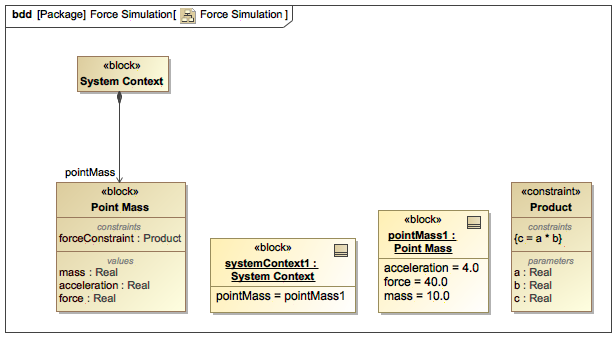 bdd [Package] Force Simulation[ Force Simulation ]
«block»
System Context
pointMass
«block»
Point Mass
constraints
forceConstraint : Product
values
mass : Real
acceleration : Real
force : Real
«block»
systemContext1 :
System Context
pointMass = pointMass1
«block»
pointMass1 :
Point Mass
acceleration = 4.0
force = 40.0
mass = 10.0
«constraint»
Product
constraints
{c = a * b}
parameters
a : Real
b : Real
c : Real